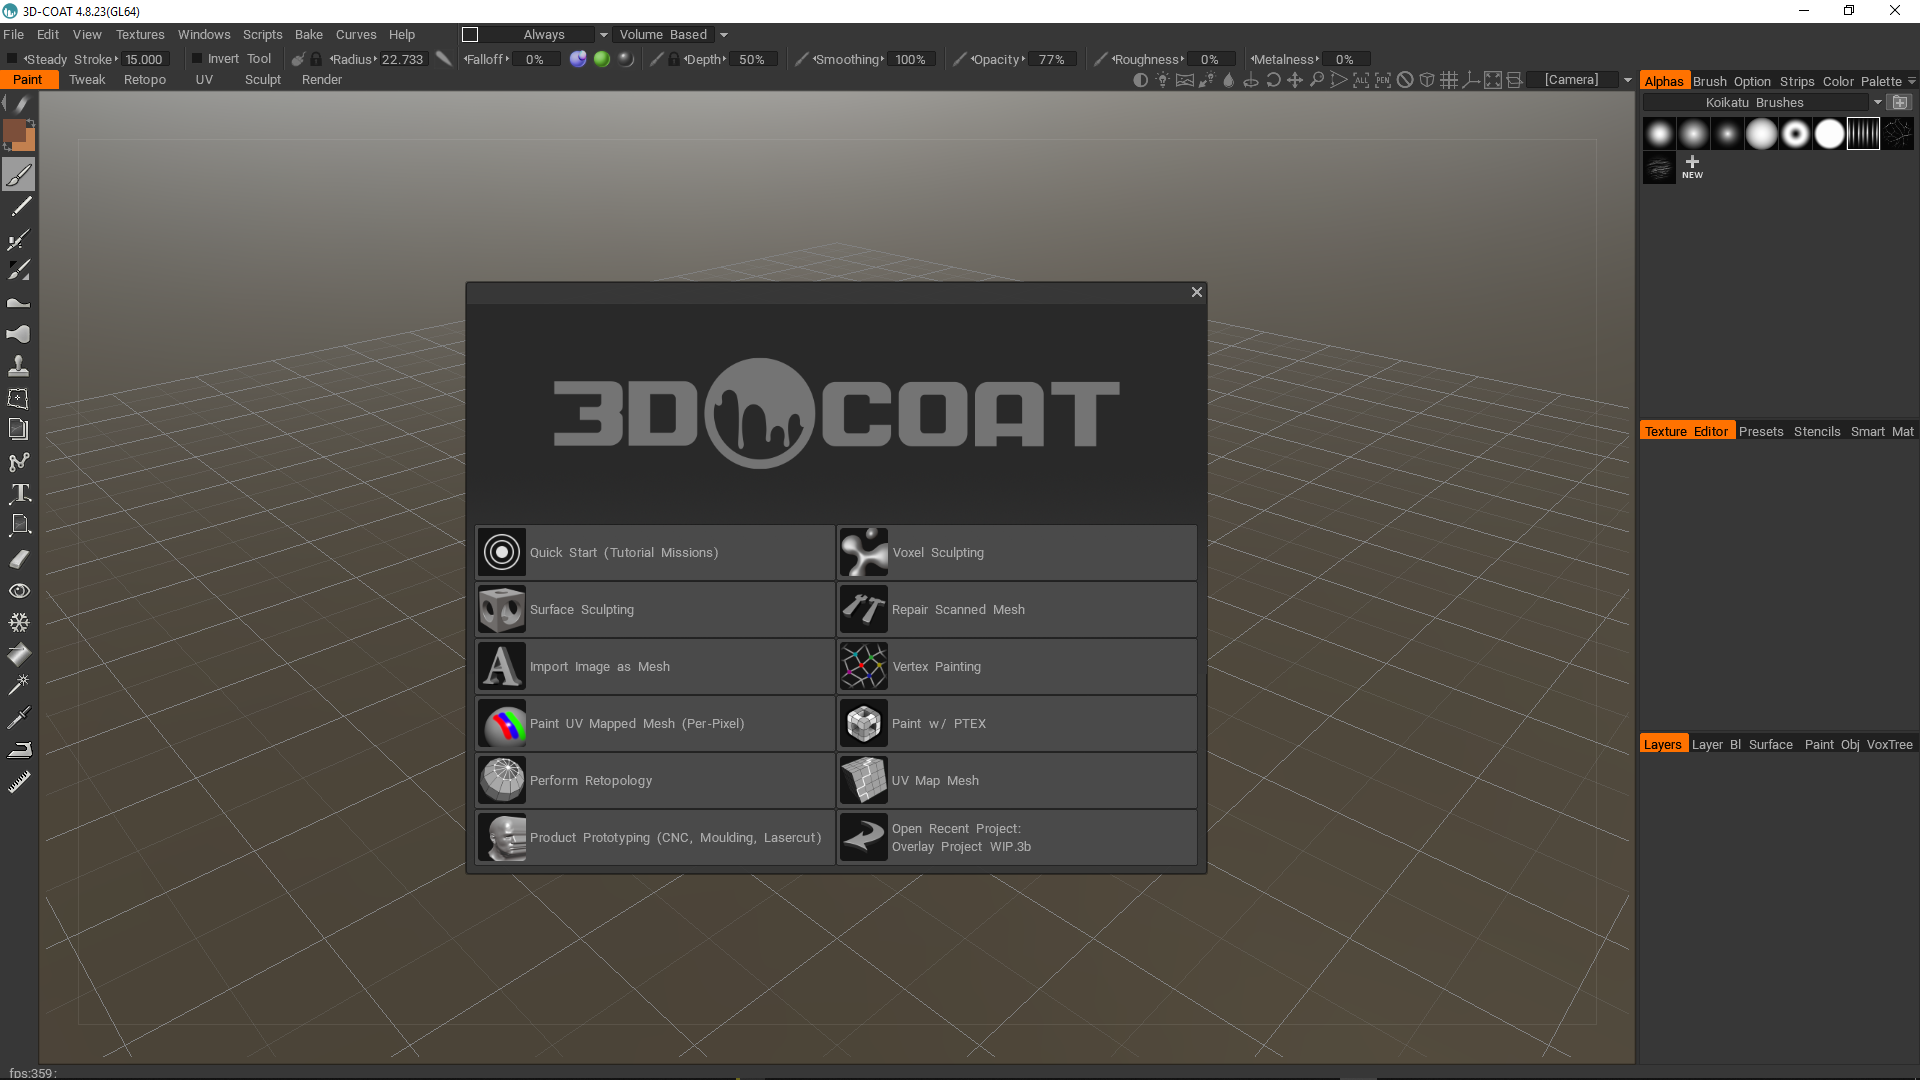 3D-COAT 4.8.23(GL64)
File Edit View Textures Windows Scripts Bake Curves Help Always Volume Based
Steady Stroke 15.000 Invert Tool Radius 22.733 Falloff 0% Depth 50% Smoothing 100% Opacity 77% Roughness 0% Metalness 0%
Paint Tweak Retopo UV Sculpt Render ALL PEN [Camera]
Alphas Brush Option Strips Color Palette
Koikatu Brushes
NEW
3D COAT
Texture Editor Presets Stencils Smart Mat
Quick Start (Tutorial Missions) Voxel Sculpting
Surface Sculpting Repair Scanned Mesh
Import Image as Mesh Vertex Painting
Paint UV Mapped Mesh (Per-Pixel) Paint w/ PTEX
Layers Layer Bl Surface Paint Obj VoxTree
Perform Retopology UV Map Mesh
Product Prototyping (CNC, Moulding, Lasercut) Open Recent Project:
Overlay Project WIP.3b
fps:359: